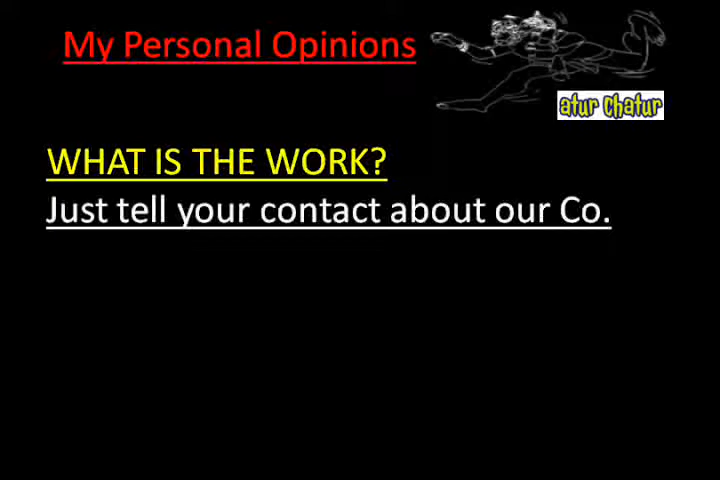 My Personal Opinions
atur chatur
WHAT IS THE WORK?
Just tell your contact about our Co.